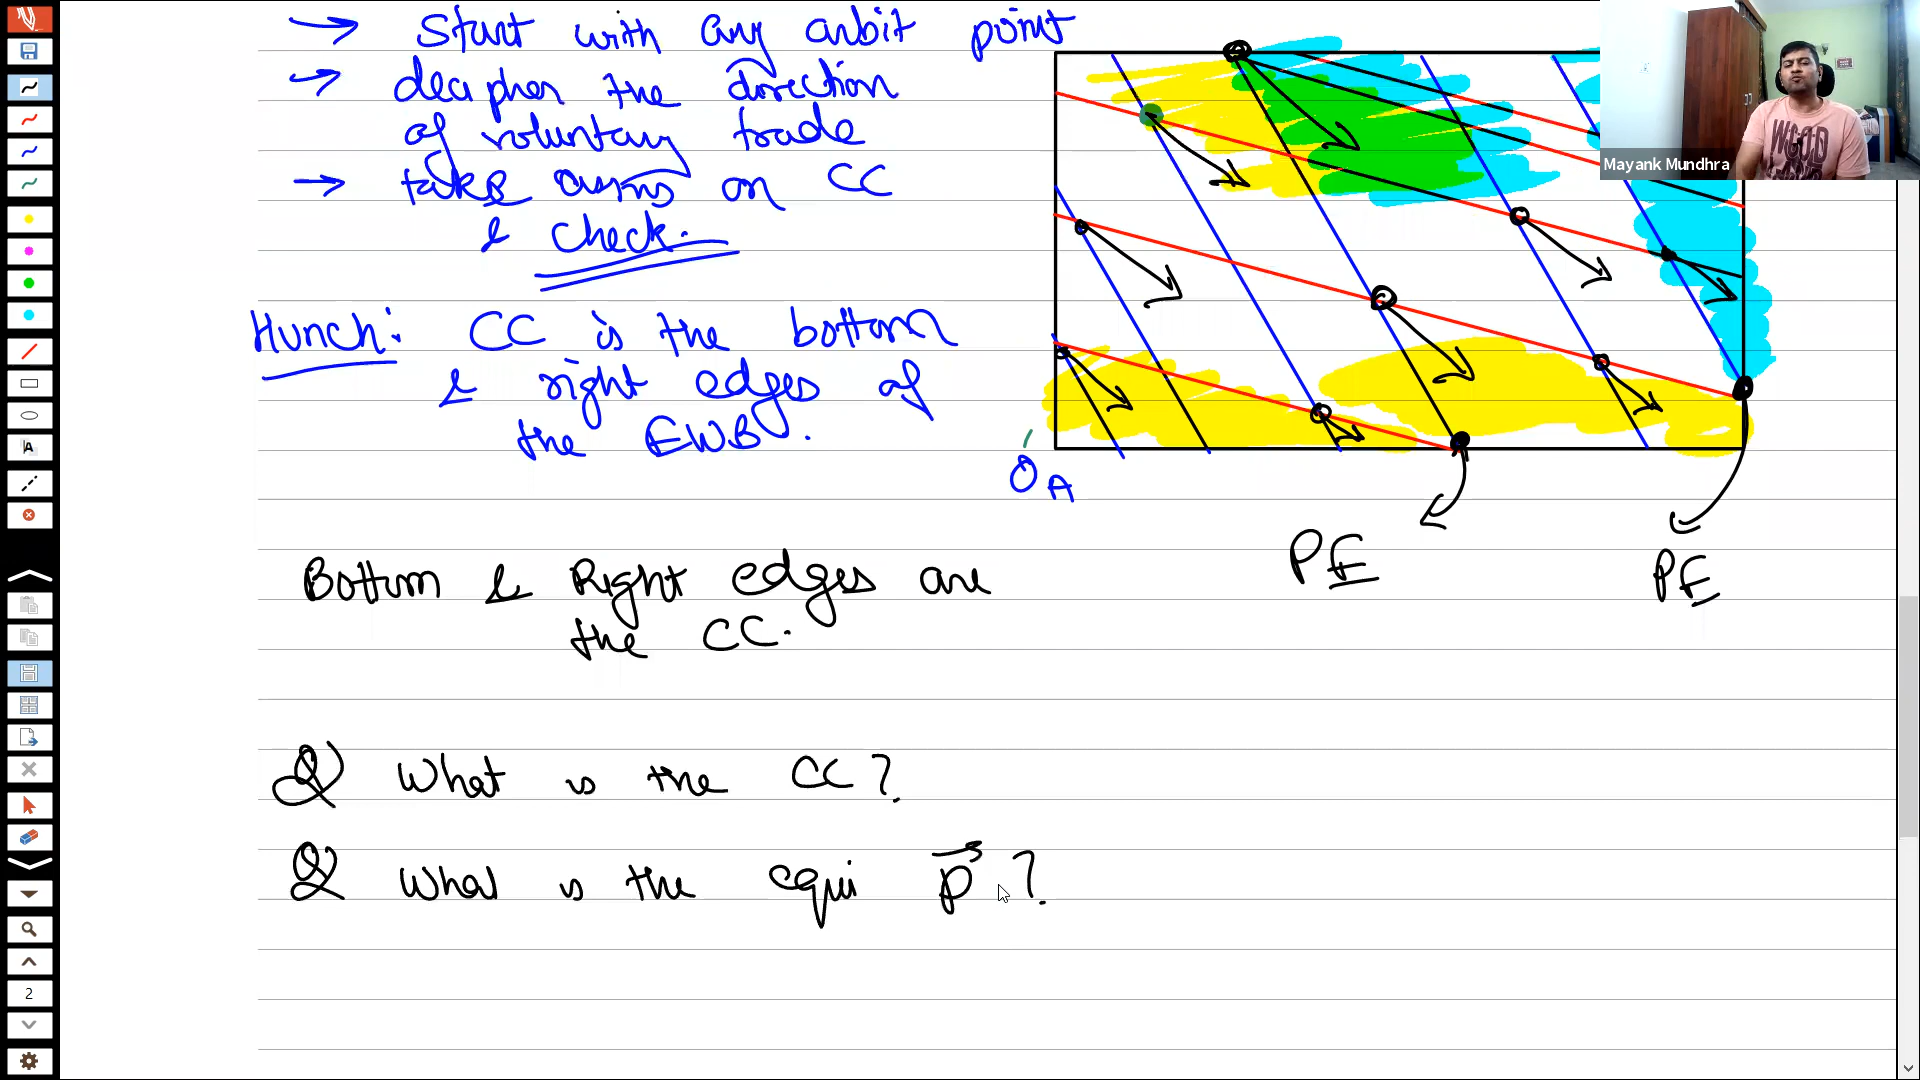 → Start with any arbit point
→ decipher the direction
of voluntary trade
→ take asms on CC
& check.
Hunch: CC is the bottom
& right edges of
the EWB.
O_A
PE
PE
Bottom & Right edges are
the CC.
Q What is the CC?
Q What is the equi p⃗?
Mayank Mundhra
2